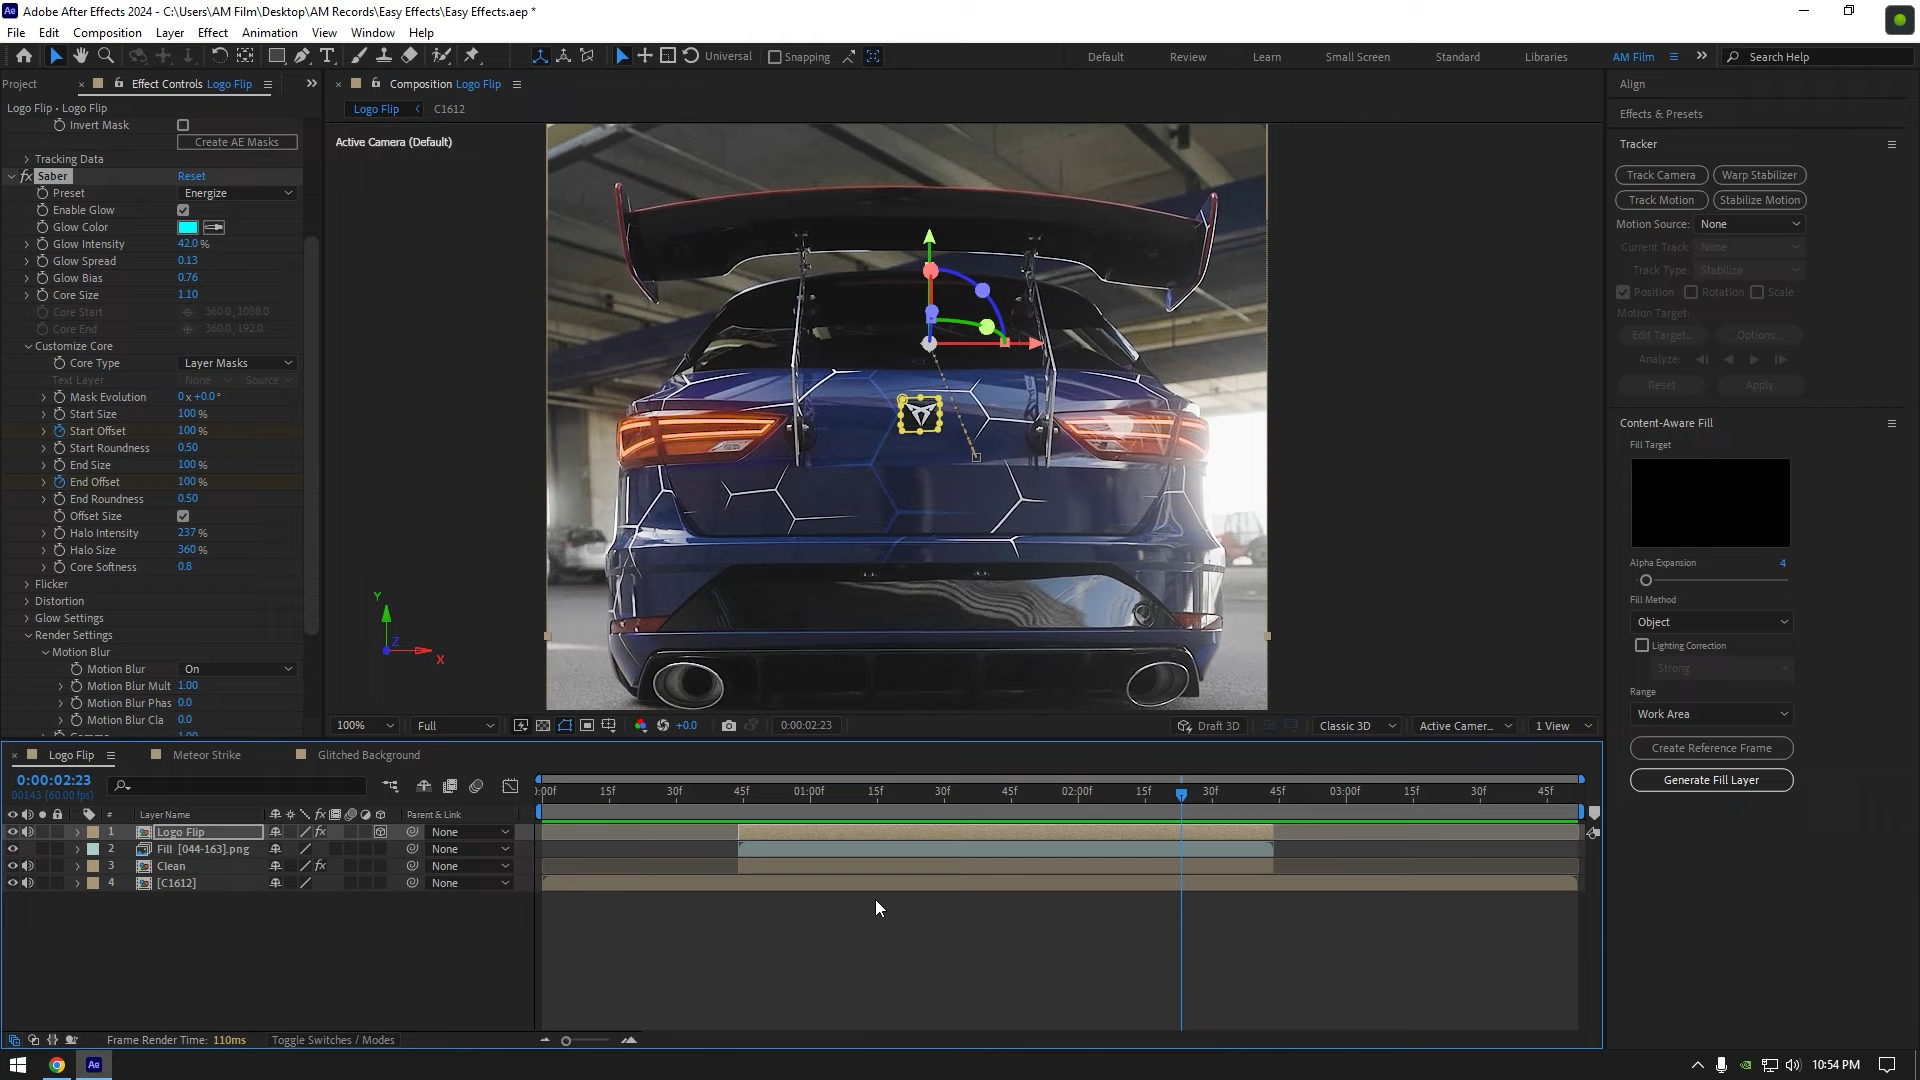 Adobe After Effects 2024 - C:\Users\AM Film\Desktop\AM Records\Easy Effects\Easy Effects.aep *
File Edit Composition Layer Effect Animation View Window Help
Universal Snapping Default Review Learn Small Screen Standard Libraries AM Film Search Help
Project Effect Controls Logo Flip
Composition Logo Flip
Logo Flip • Logo Flip
Logo Flip C1612
Active Camera (Default)
Invert Mask
Create AE Masks
Tracking Data
fx Saber Reset
Preset Energize
Enable Glow
Glow Color
Glow Intensity 42.0 %
Glow Spread 0.13
Glow Bias 0.76
Core Size 1.10
Core Start 360.0,1088.0
Core End 360.0,192.0
Customize Core
Core Type Layer Masks
Text Layer None Source
Mask Evolution 0 x +0.0 °
Start Size 100 %
Start Offset 100 %
Start Roundness 0.50
End Size 100 %
End Offset 100 %
End Roundness 0.50
Offset Size
Halo Intensity 237 %
Halo Size 360 %
Core Softness 0.8
Flicker
Distortion
Glow Settings
Render Settings
Motion Blur
Motion Blur On
Motion Blur Mult 1.00
Motion Blur Phas 0.0
Motion Blur Cla 0.0
Y
Z
X
100% Full +0.0 0:00:02:23 Draft 3D Classic 3D Active Camer... 1 View
Align
Effects & Presets
Tracker
Track Camera Warp Stabilizer
Track Motion Stabilize Motion
Motion Source: None
Current Track: None
Track Type: Stabilize
Position Rotation Scale
Motion Target:
Edit Target... Options...
Analyze:
Reset Apply
Content-Aware Fill
Fill Target
Alpha Expansion 4
Fill Method
Object
Lighting Correction
Strong
Range
Work Area
Create Reference Frame
Generate Fill Layer
Logo Flip Meteor Strike Glitched Background
0:00:02:23
00143 (60.00 fps)
:00f 15f 30f 45f 01:00f 15f 30f 45f 02:00f 15f 30f 45f 03:00f 15f 30f 45f
# Layer Name fx Parent & Link
1 Logo Flip fx None
2 Fill [044-163].png None
3 Clean fx None
4 [C1612] None
Frame Render Time: 110ms Toggle Switches / Modes
Ae 10:54 PM